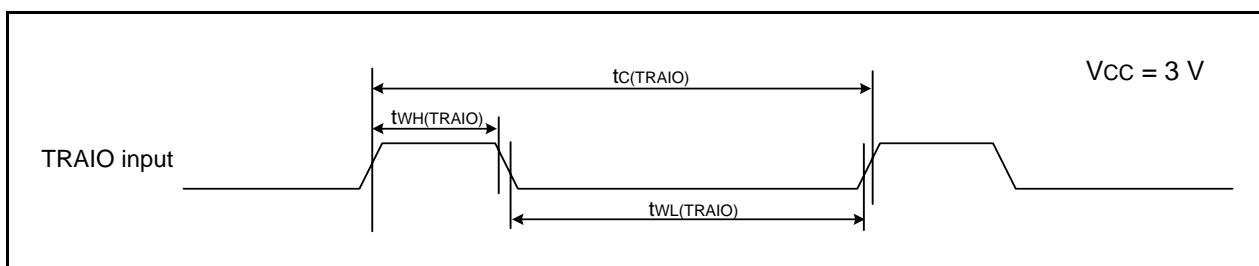 tC(TRAIO)
VCC = 3 V
tWH(TRAIO)
TRAIO input
tWL(TRAIO)